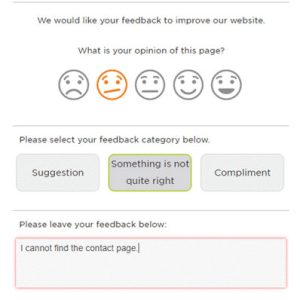 We would like your feedback to improve our website.
What is your opinion of this page?
Please select your feedback category below.
Suggestion
Something is not
quite right
Compliment
Please leave your feedback below:
I cannot find the contact page.